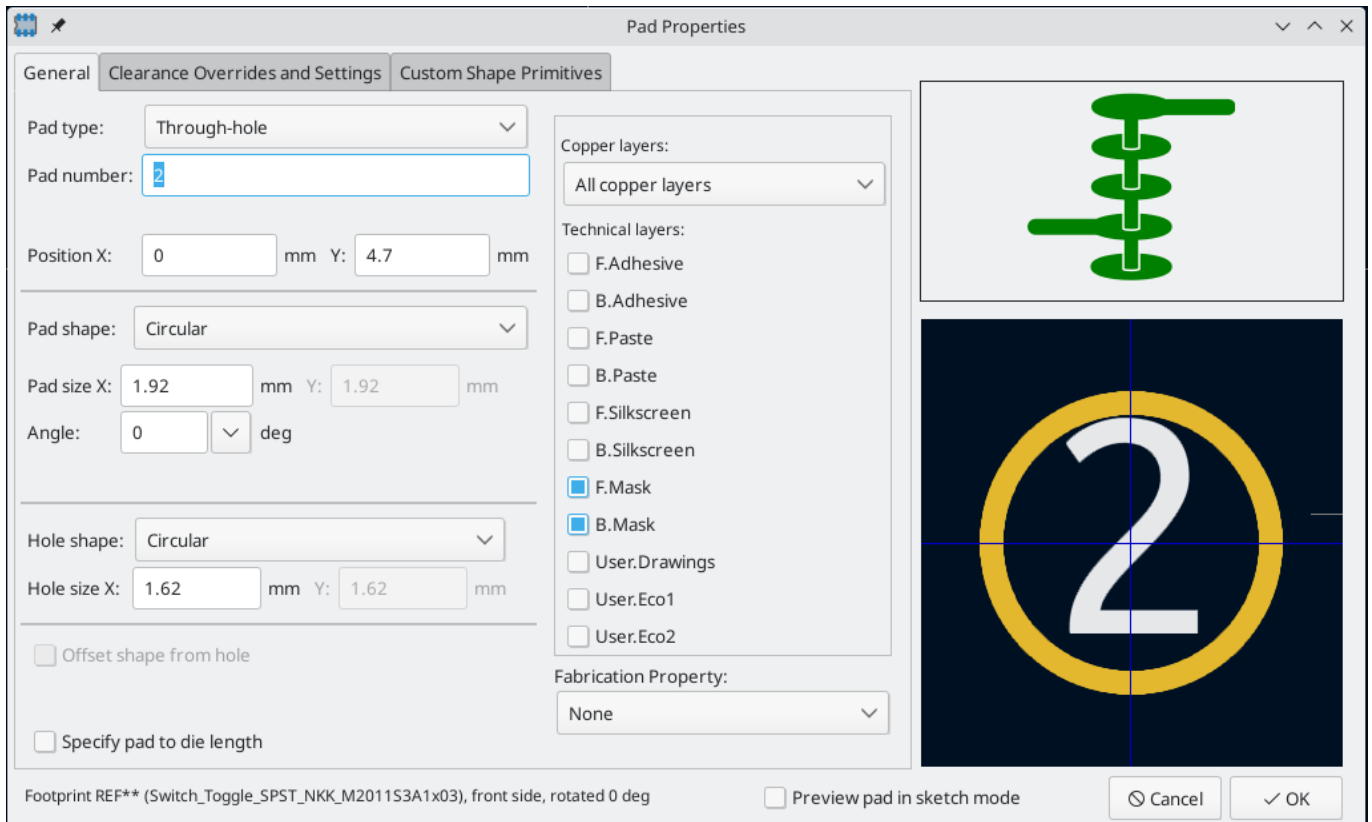 Pad Properties
General
Clearance Overrides and Settings
Custom Shape Primitives
Pad type:
Through-hole
Pad number:
2
Position X:
0
mm
Y:
4.7
mm
Pad shape:
Circular
Pad size X:
1.92
mm
Y:
1.92
mm
Angle:
0
deg
Hole shape:
Circular
Hole size X:
1.62
mm
Y:
1.62
mm
Offset shape from hole
Specify pad to die length
Copper layers:
All copper layers
Technical layers:
F.Adhesive
B.Adhesive
F.Paste
B.Paste
F.Silkscreen
B.Silkscreen
F.Mask
B.Mask
User.Drawings
User.Eco1
User.Eco2
Fabrication Property:
None
2
Footprint REF** (Switch_Toggle_SPST_NKK_M2011S3A1x03), front side, rotated 0 deg
Preview pad in sketch mode
Cancel
OK